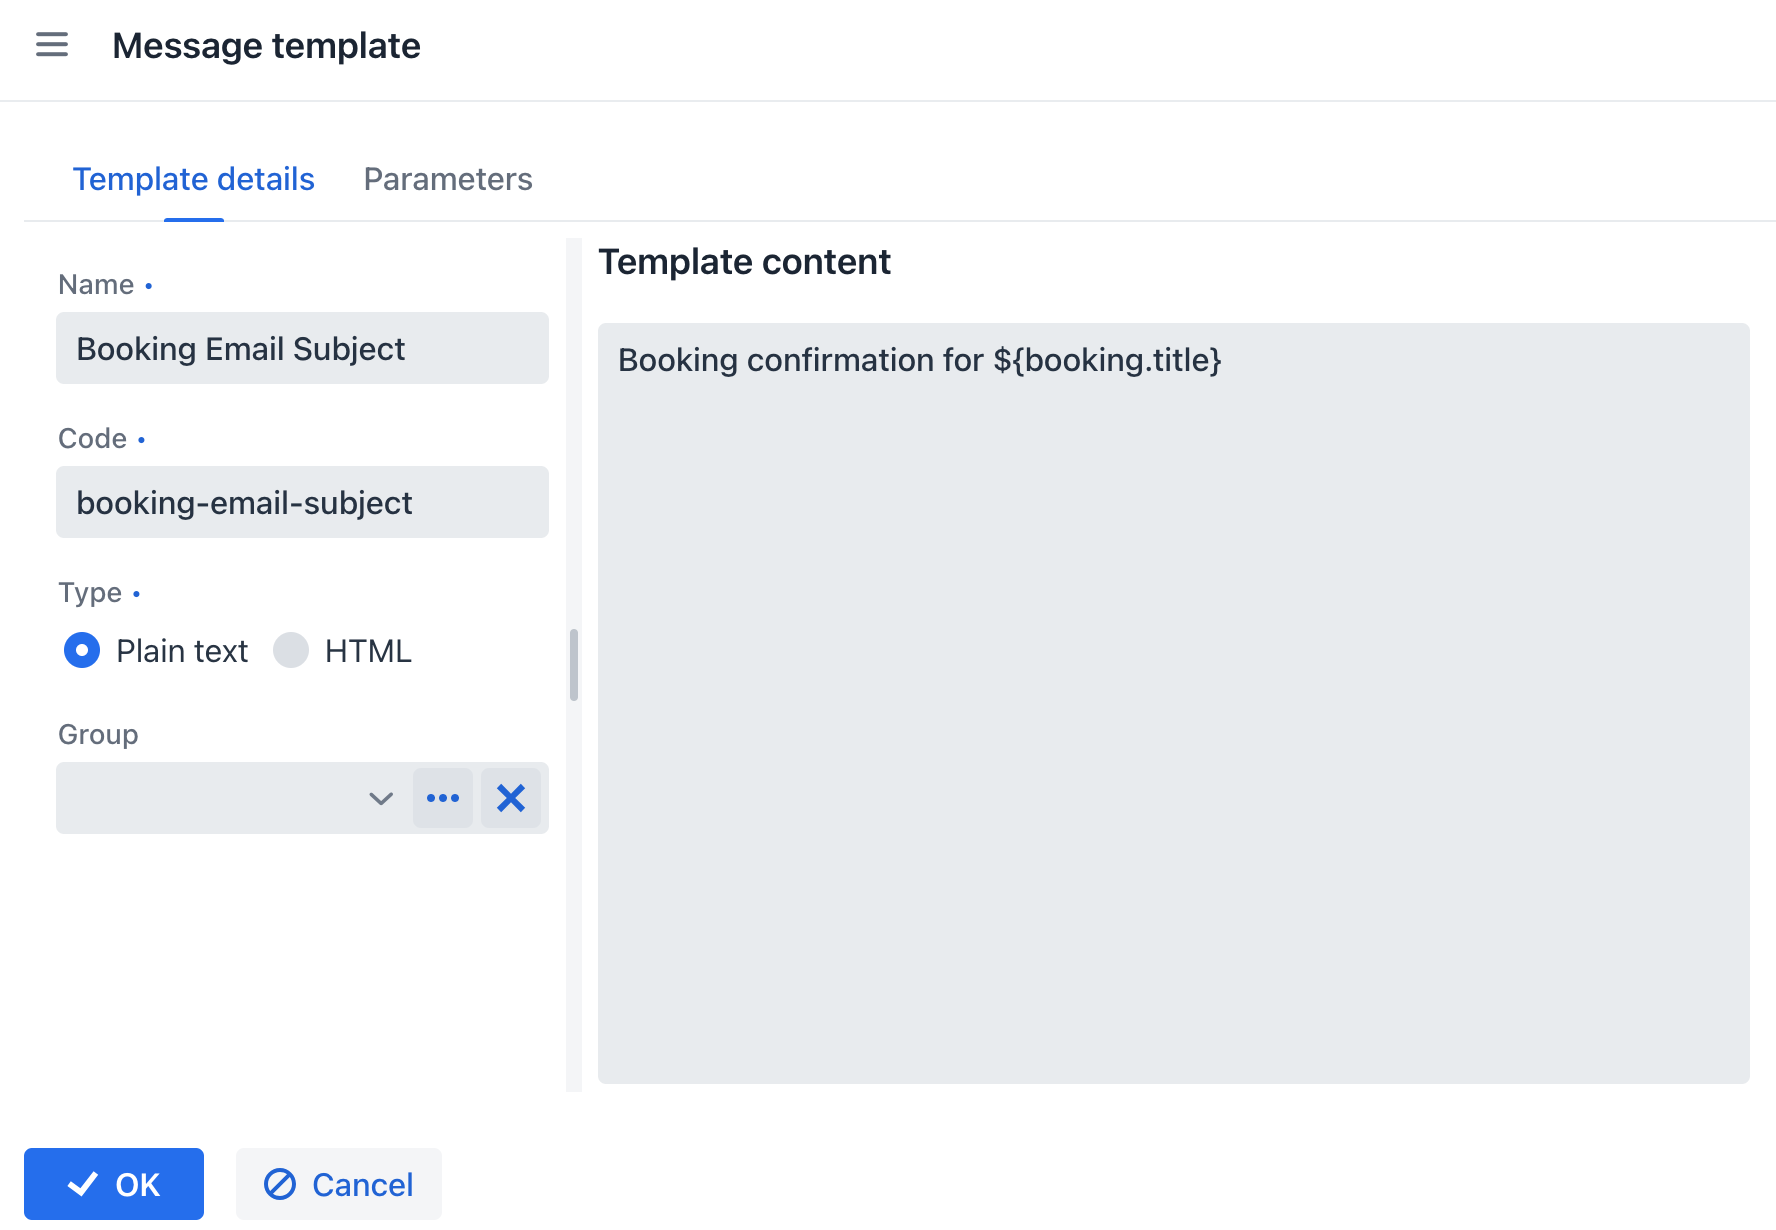 Message template
Template details
Parameters
Name
Booking Email Subject
Code
booking-email-subject
Type
Plain text
HTML
Group
Template content
Booking confirmation for ${booking.title}
OK
Cancel